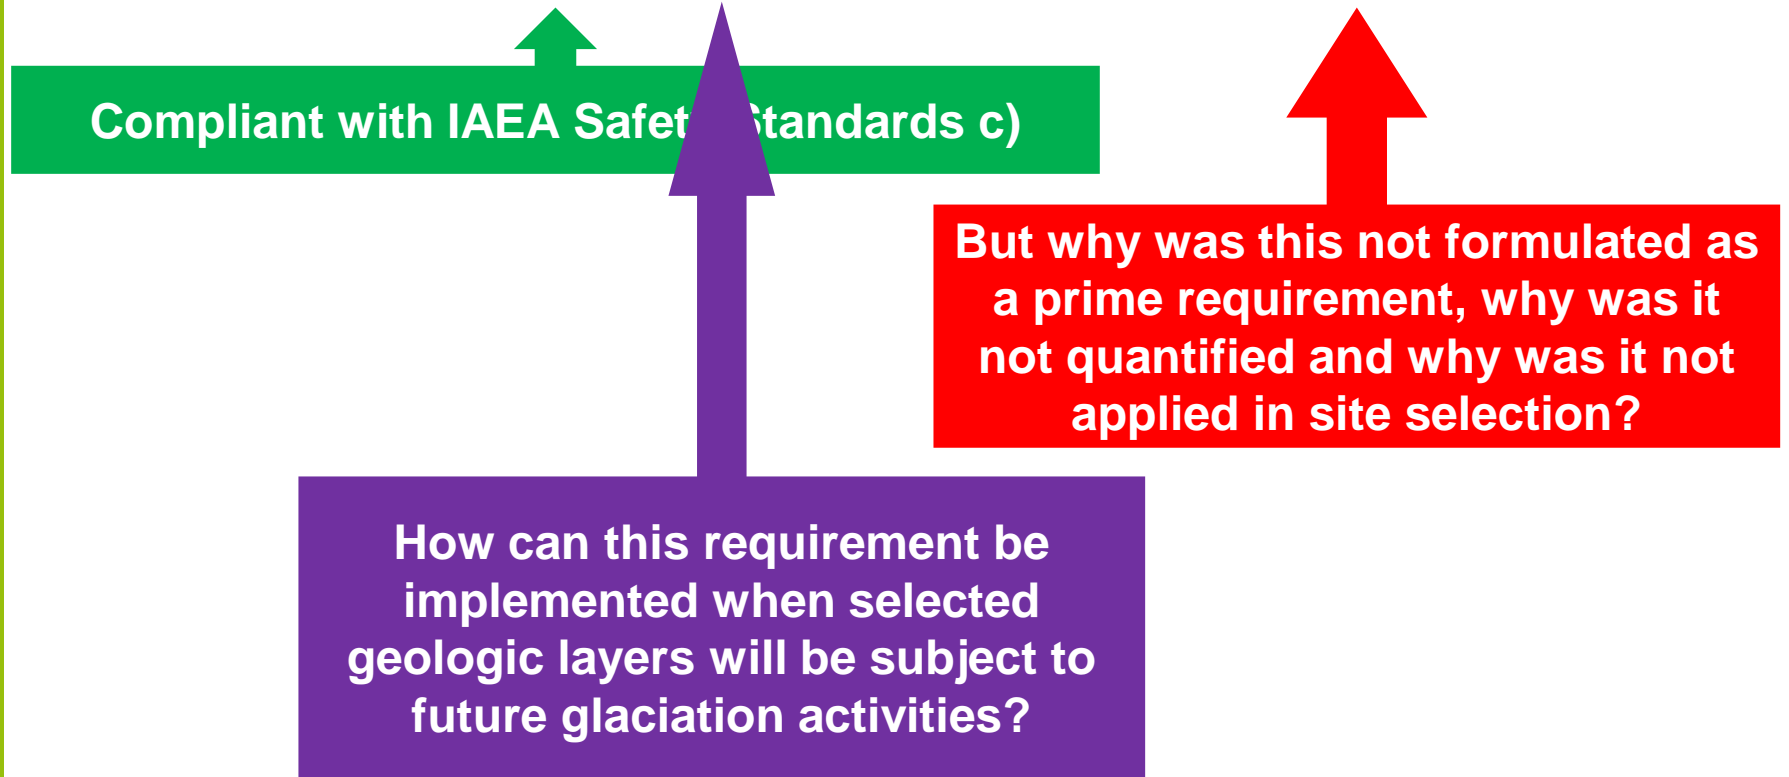 Compliant with IAEA Safet tandards c)
But why was this not formulated as
a prime requirement, why was it
not quantified and why was it not
applied in site selection?
How can this requirement be
implemented when selected
geologic layers will be subject to
future glaciation activities?